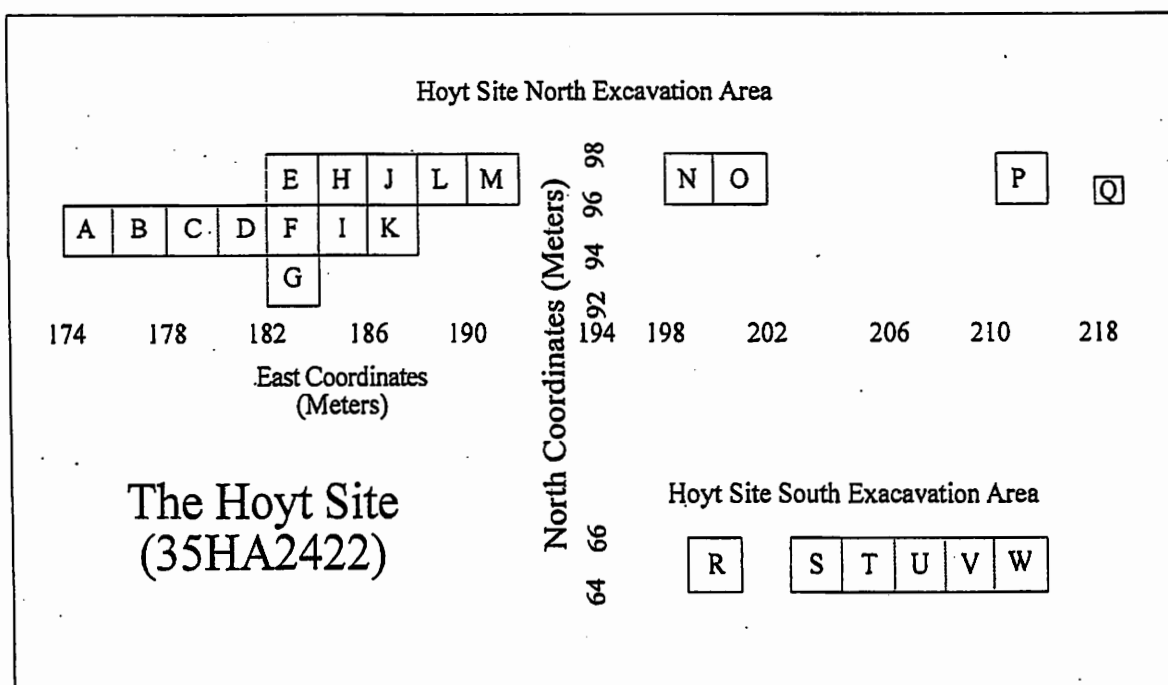 Hoyt Site North Excavation Area
E H J L M
N O
P
Q
A B C D F I K
G
98
96
94
92
North Coordinates (Meters)
174 178 182 186 190 194 198 202 206 210 218
East Coordinates
(Meters)
The Hoyt Site
(35HA2422)
Hoyt Site South Exacavation Area
66
64
R S T U V W